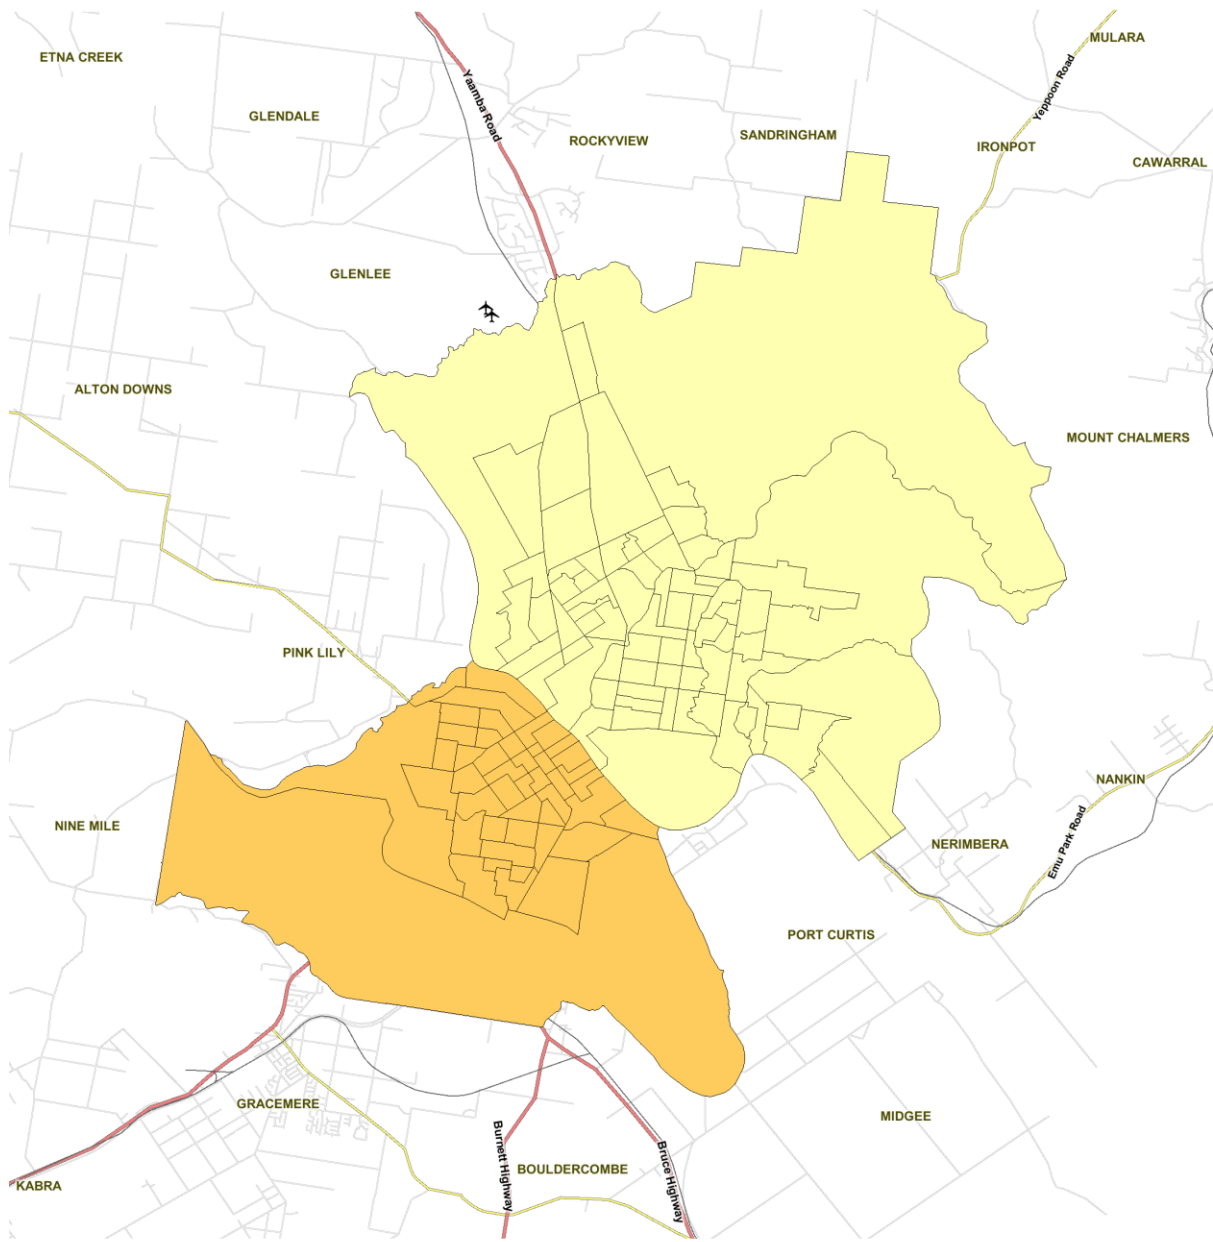 MULARA
ETNA CREEK
Yeppoon Road
Yaamba Road
GLENDALE
SANDRINGHAM
ROCKYVIEW
IRONPOT
CAWARRAL
GLENLEE
ALTON DOWNS
MOUNT CHALMERS
PINK LILY
NANKIN
NINE MILE
Emu Park Road
NERIMBERA
PORT CURTIS
GRACEMERE
MIDGEE
Burnett Highway
BOULDERCOMBE
Bruce Highway
KABRA